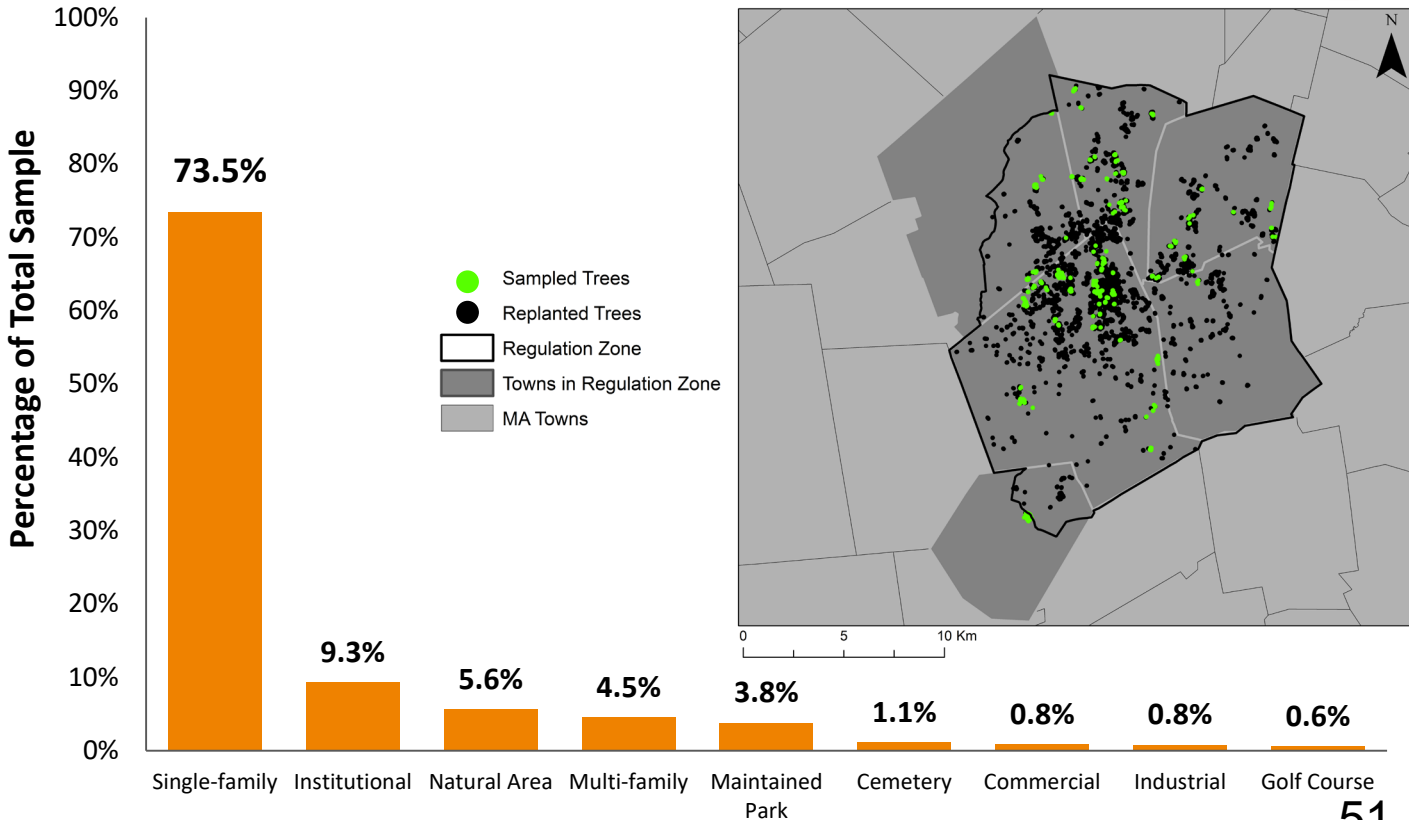 100%
90%
80%
70%
60%
50%
40%
30%
20%
10%
0%
Percentage of Total Sample
73.5%
9.3%
5.6%
4.5%
3.8%
1.1%
0.8%
0.8%
0.6%
Single-family
Institutional
Natural Area
Multi-family
Maintained
Park
Cemetery
Commercial
Industrial
Golf Course
Sampled Trees
Replanted Trees
Regulation Zone
Towns in Regulation Zone
MA Towns
N
0 5 10 Km
51